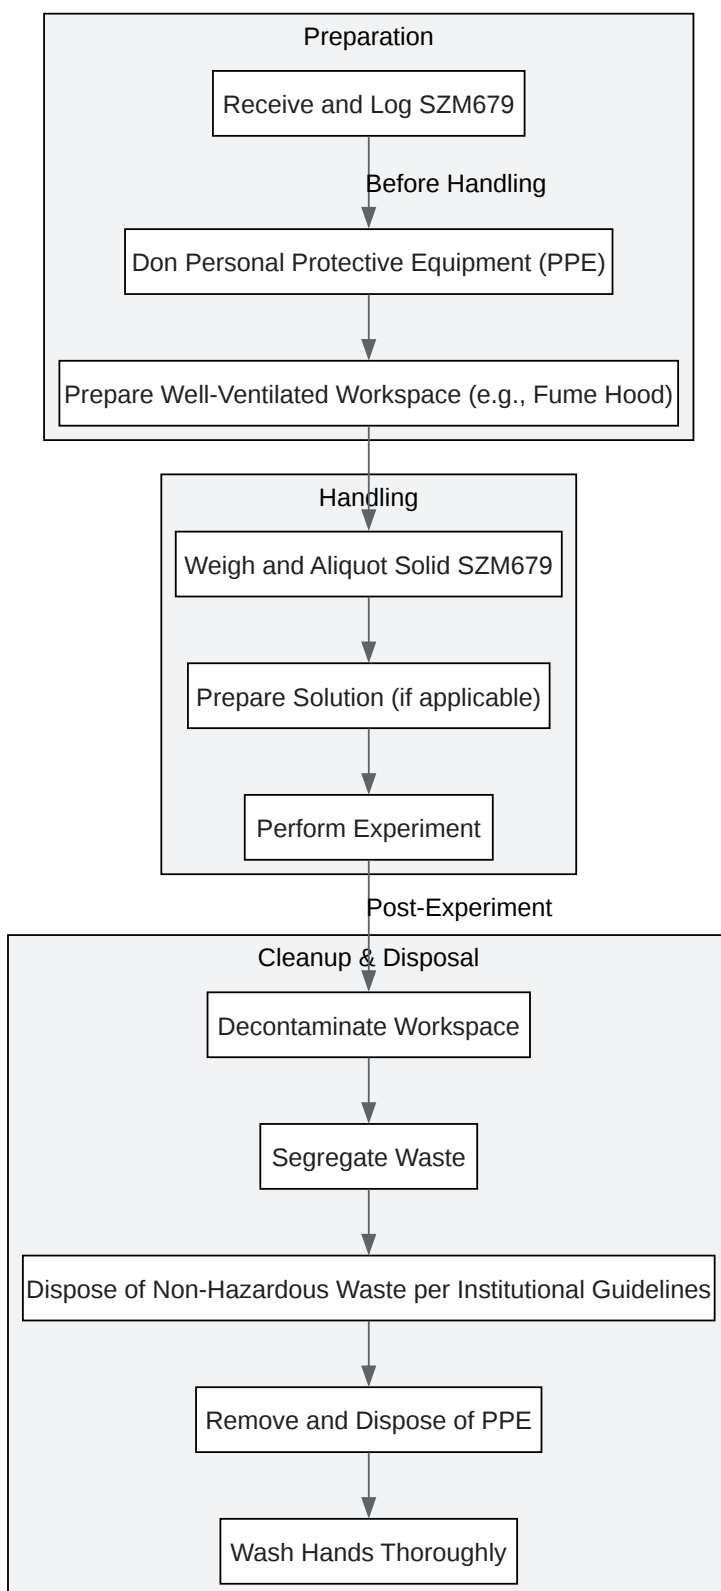 Preparation
Receive and Log SZM679
Before Handling
Don Personal Protective Equipment (PPE)
Prepare Well-Ventilated Workspace (e.g., Fume Hood)
Handling
Weigh and Aliquot Solid SZM679
Prepare Solution (if applicable)
Perform Experiment
Post-Experiment
Cleanup & Disposal
Decontaminate Workspace
Segregate Waste
Dispose of Non-Hazardous Waste per Institutional Guidelines
Remove and Dispose of PPE
Wash Hands Thoroughly